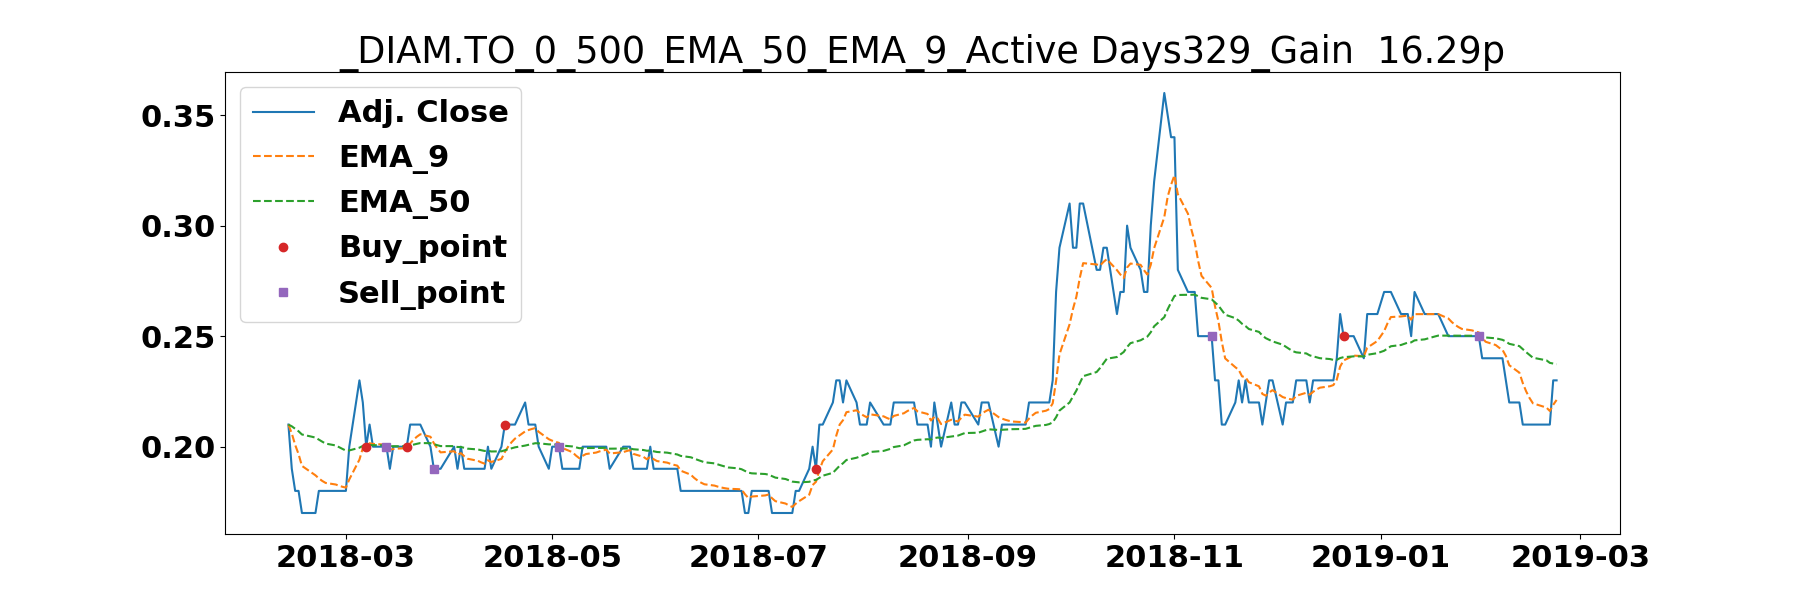 _DIAM.TO_0_500_EMA_50_EMA_9_Active Days329_Gain  16.29p
Adj. Close
EMA_9
EMA_50
Buy_point
Sell_point
0.35
0.30
0.25
0.20
2018-03 2018-05 2018-07 2018-09 2018-11 2019-01 2019-03